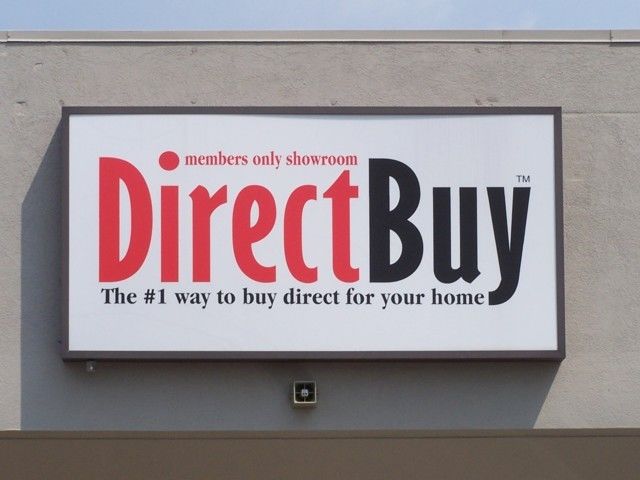 members only showroom
DirectBuy™
The #1 way to buy direct for your home